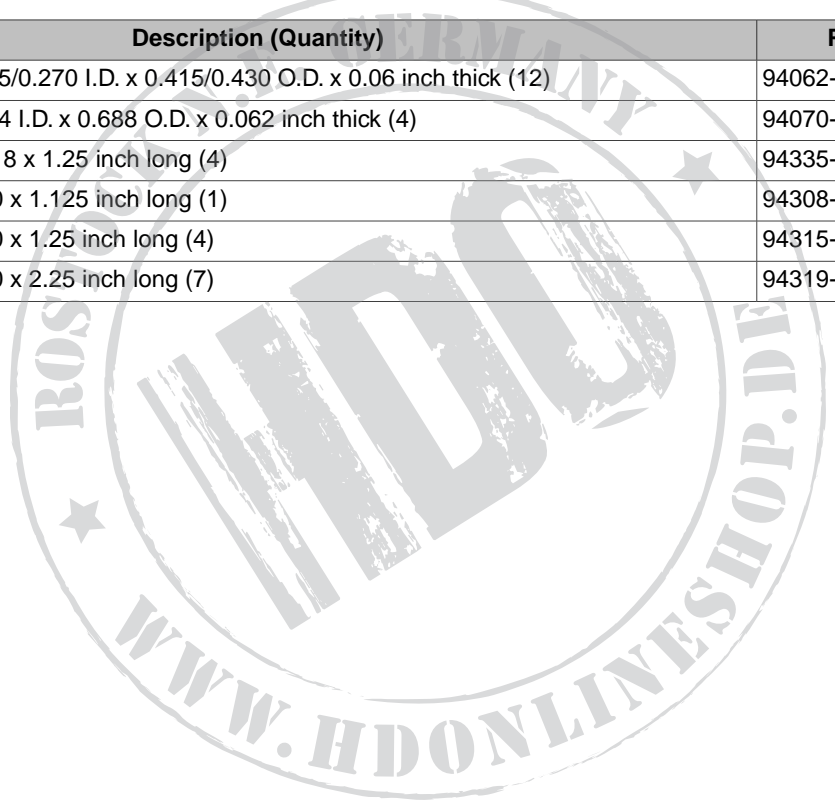 Description (Quantity)
5/0.270 I.D. x 0.415/0.430 O.D. x 0.06 inch thick (12) 94062-
4 I.D. x 0.688 O.D. x 0.062 inch thick (4) 94070-
8 x 1.25 inch long (4) 94335-
x 1.125 inch long (1) 94308-
x 1.25 inch long (4) 94315-
x 2.25 inch long (7) 94319-
ROSTOCK N.E. GERMANY
HDO
WWW.HDONLINESHOP.DE